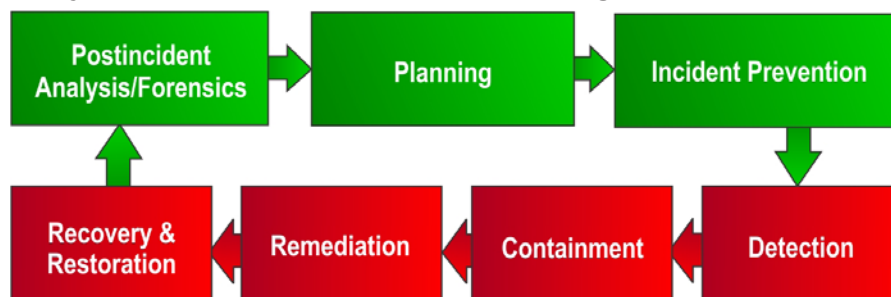 Postincident
Analysis/Forensics
Planning
Incident Prevention
Recovery &
Restoration
Remediation
Containment
Detection